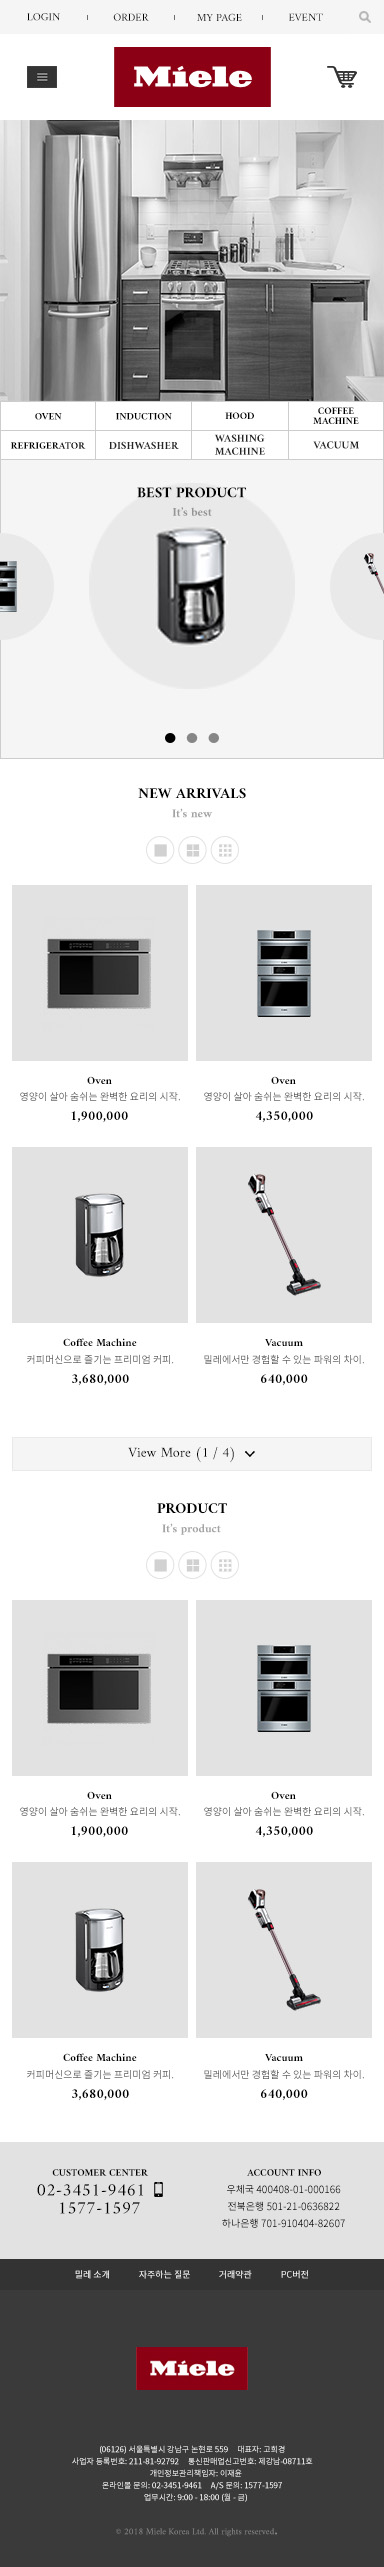 LOGIN ORDER MY PAGE EVENT
Miele
OVEN INDUCTION HOOD COFFEE MACHINE
REFRIGERATOR DISHWASHER WASHING MACHINE VACUUM
BEST PRODUCT
It's best
NEW ARRIVALS
It's new
Oven Oven
영양이 살아 숨쉬는 완벽한 요리의 시작. 영양이 살아 숨쉬는 완벽한 요리의 시작.
1,900,000 4,350,000
Coffee Machine Vacuum
커피머신으로 즐기는 프리미엄 커피. 밀레에서만 경험할 수 있는 파워의 차이.
3,680,000 640,000
View More (1 / 4)
PRODUCT
It's product
Oven Oven
영양이 살아 숨쉬는 완벽한 요리의 시작. 영양이 살아 숨쉬는 완벽한 요리의 시작.
1,900,000 4,350,000
Coffee Machine Vacuum
커피머신으로 즐기는 프리미엄 커피. 밀레에서만 경험할 수 있는 파워의 차이.
3,680,000 640,000
CUSTOMER CENTER
02-3451-9461
1577-1597
ACCOUNT INFO
우체국 400408-01-000166
전북은행 501-21-0636822
하나은행 701-910404-82607
밀레 소개 자주하는 질문 거래약관 PC버전
Miele
(06126) 서울특별시 강남구 논현로 559 대표자: 고희경
사업자 등록번호: 211-81-92792 통신판매업신고번호: 제강남-08711호
개인정보관리책임자: 이재윤
온라인몰 문의: 02-3451-9461 A/S 문의: 1577-1597
업무시간: 9:00 - 18:00 (월 - 금)
© 2018 Miele Korea Ltd. All rights reserved.